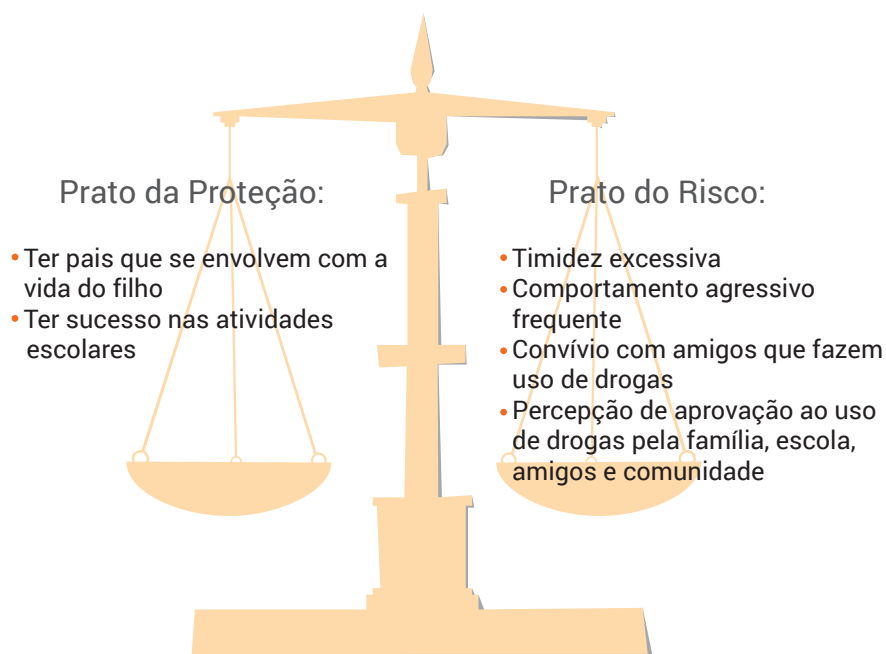 Prato da Proteção:
• Ter pais que se envolvem com a
vida do filho
• Ter sucesso nas atividades
escolares
Prato do Risco:
• Timidez excessiva
• Comportamento agressivo
frequente
• Convívio com amigos que fazem
uso de drogas
• Percepção de aprovação ao uso
de drogas pela família, escola,
amigos e comunidade